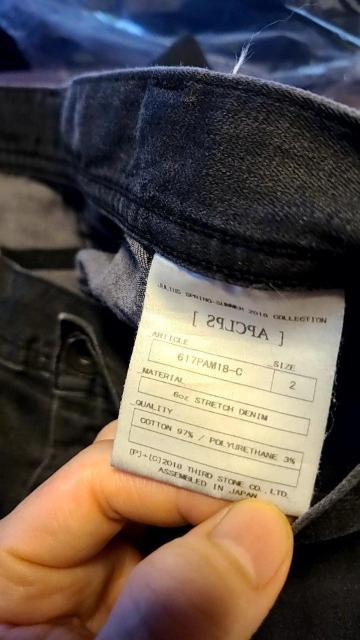 JULIUS SPRING-SUMMER 2018 COLLECTION
[ APCLPS ]
ARTICLE SIZE
617PAM18-C 2
MATERIAL
6oz STRETCH DENIM
QUALITY
COTTON 97% / POLYURETHANE 3%
(P)+(C)2018 THIRD STONE CO., LTD.
ASSEMBLED IN JAPAN